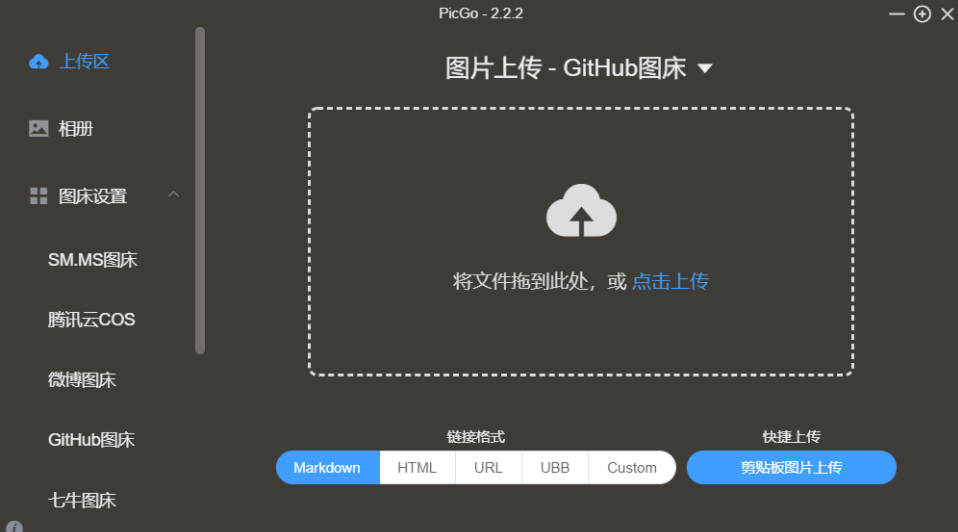 PicGo - 2.2.2
上传区
相册
图床设置
SM.MS图床
腾讯云COS
微博图床
GitHub图床
七牛图床
图片上传 - GitHub图床
将文件拖到此处，或 点击上传
链接格式
Markdown HTML URL UBB Custom
快捷上传
剪贴板图片上传